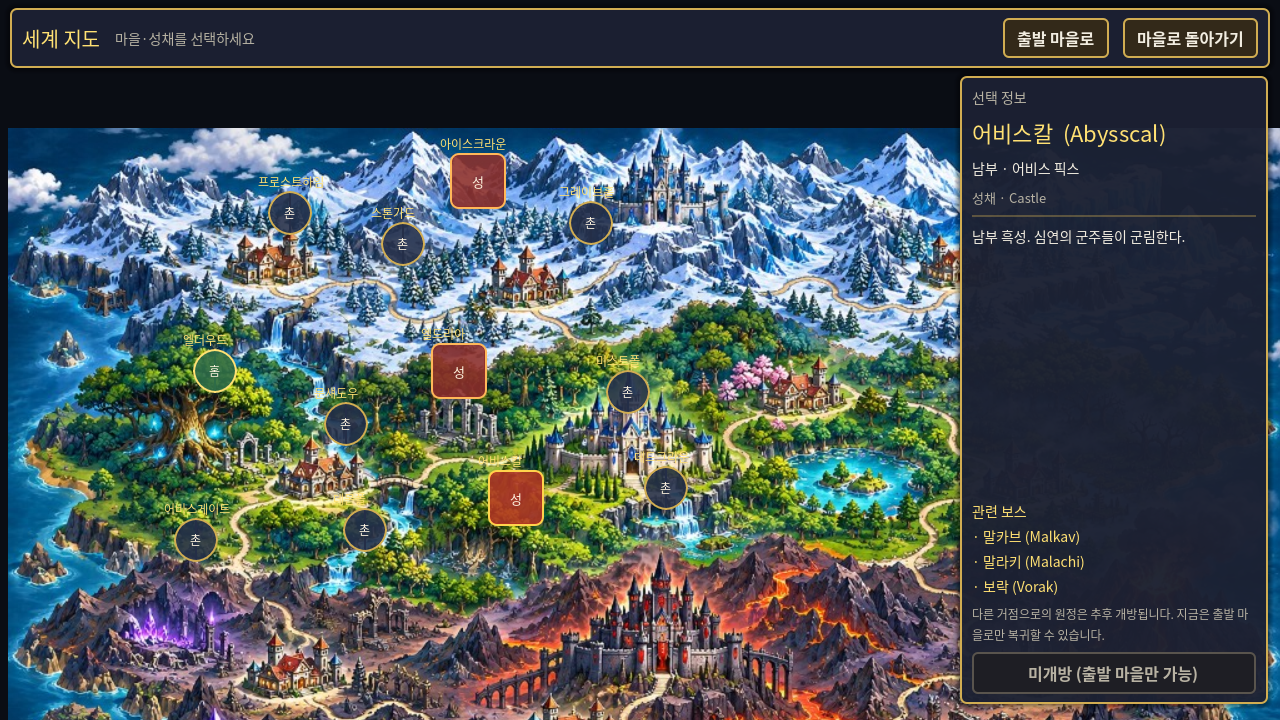 세계 지도
마을·성채를 선택하세요
출발 마을로
마을로 돌아가기
아이스크라운
성
촌
스톤가드
촌
촌
엘더우드
홈
성
촌
미스트폴
촌
성
촌
어비스게이트
촌
촌
선택 정보
어비스칼 (Abysscal)
남부 · 어비스 픽스
성채 · Castle
남부 흑성. 심연의 군주들이 군림한다.
관련 보스
· 말카브 (Malkav)
· 말라키 (Malachi)
· 보락 (Vorak)
다른 거점으로의 원정은 추후 개방됩니다. 지금은 출발 마
을로만 복귀할 수 있습니다.
미개방 (출발 마을만 가능)